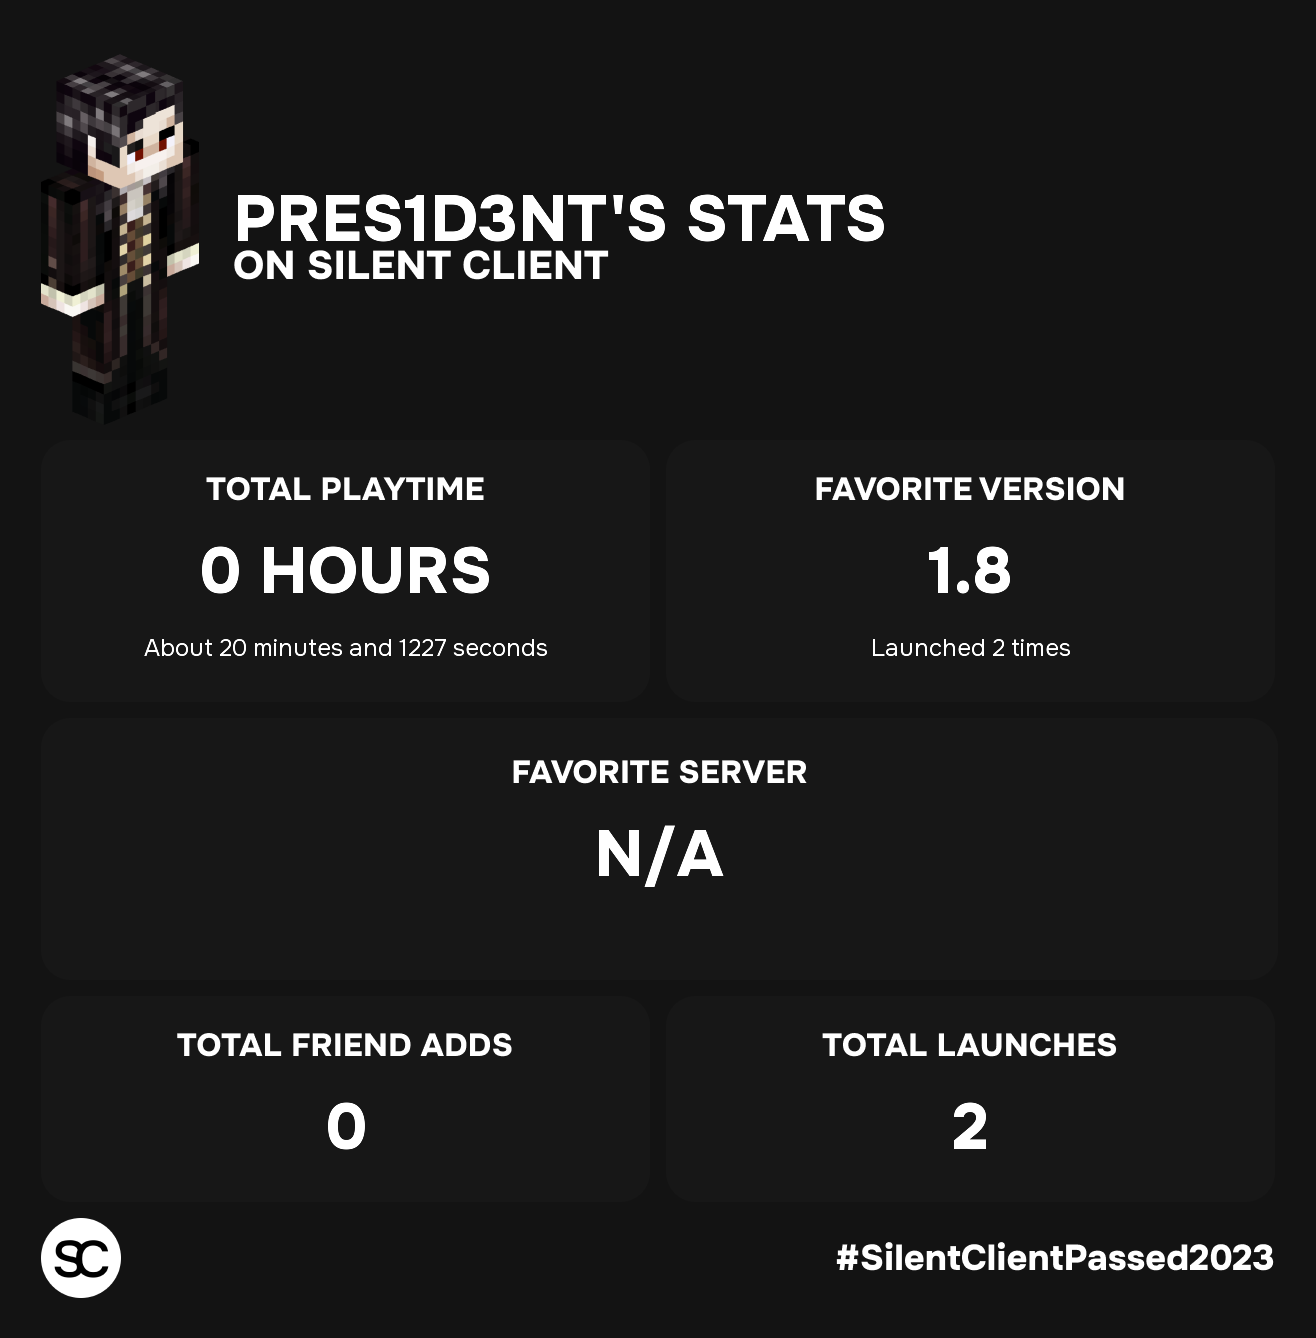 PRES1D3NT'S STATS
ON SILENT CLIENT
TOTAL PLAYTIME
0 HOURS
About 20 minutes and 1227 seconds
FAVORITE VERSION
1.8
Launched 2 times
FAVORITE SERVER
N/A
TOTAL FRIEND ADDS
0
TOTAL LAUNCHES
2
SC
#SilentClientPassed2023